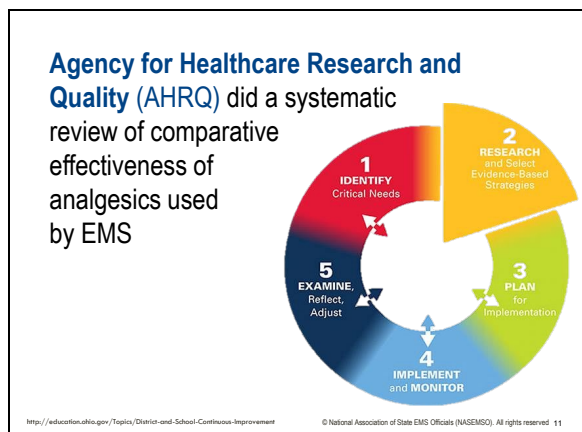 Agency for Healthcare Research and
Quality (AHRQ) did a systematic
review of comparative
effectiveness of
analgesics used
by EMS
1
IDENTIFY
Critical Needs
2
RESEARCH
and Select
Evidence-Based
Strategies
3
PLAN
for
Implementation
4
IMPLEMENT
and MONITOR
5
EXAMINE,
Reflect,
Adjust
http://education.ohio.gov/Topics/District-and-School-Continuous-Improvement
© National Association of State EMS Officials (NASEMSO). All rights reserved 11